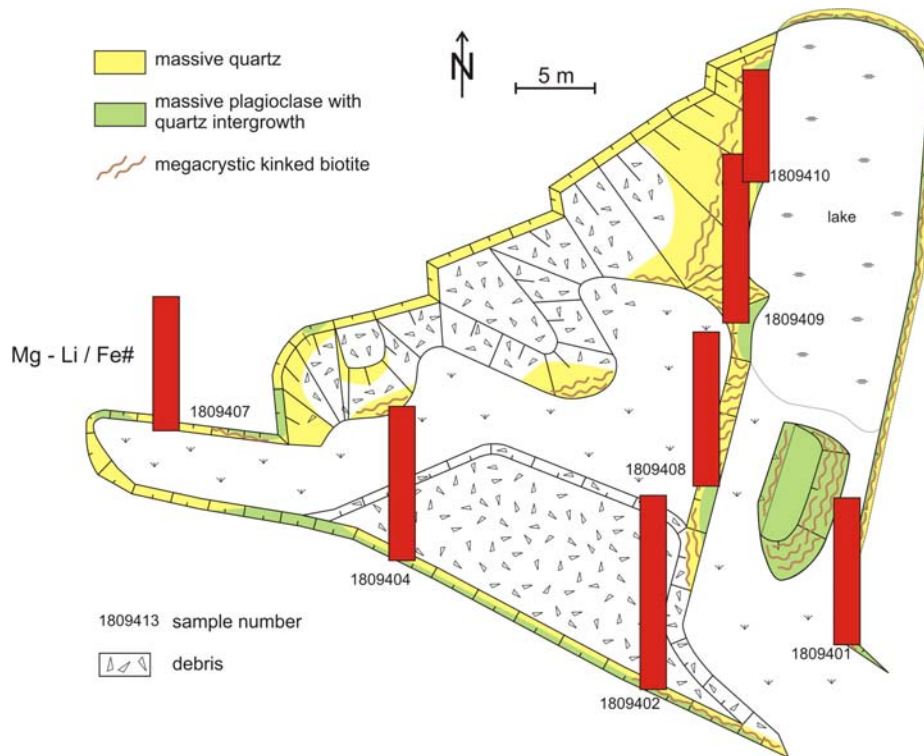 massive quartz
massive plagioclase with
quartz intergrowth
megacrystic kinked biotite
N
5 m
1809410
lake
1809409
Mg - Li / Fe#
1809407
1809408
1809404
1809401
1809402
1809413 sample number
debris